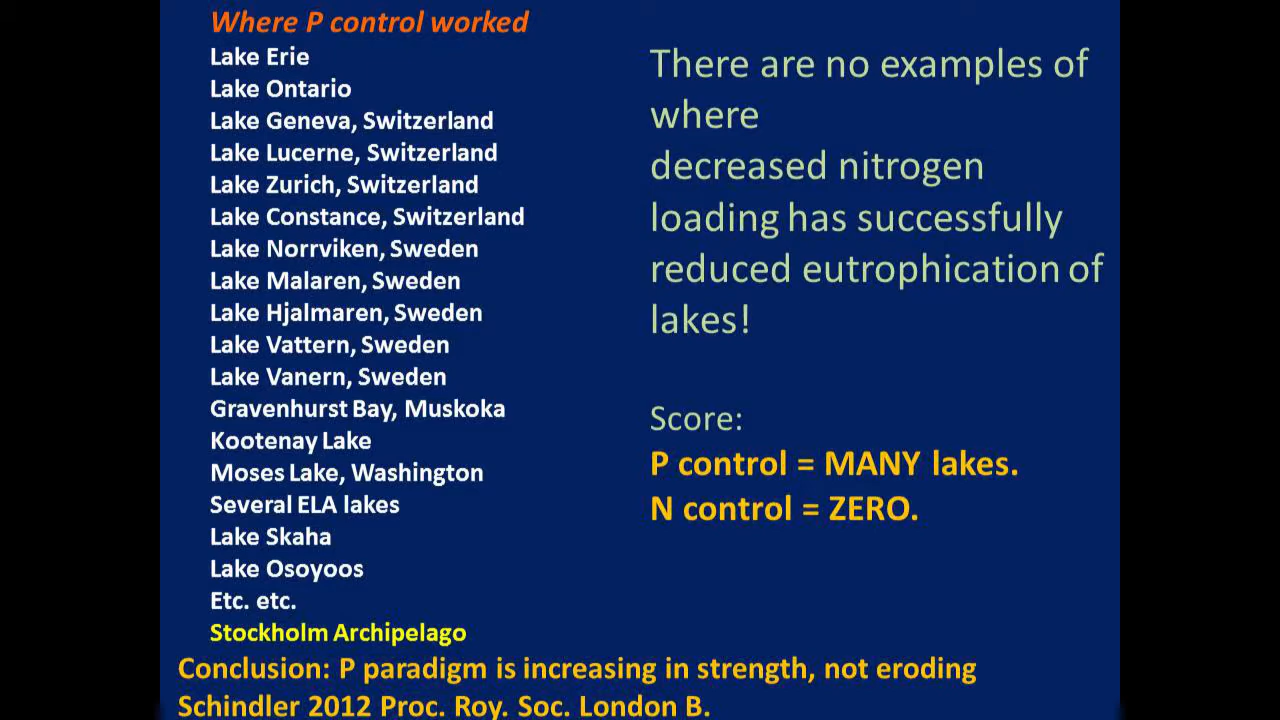 Where P control worked
Lake Erie
Lake Ontario
Lake Geneva, Switzerland
Lake Lucerne, Switzerland
Lake Zurich, Switzerland
Lake Constance, Switzerland
Lake Norrviken, Sweden
Lake Malaren, Sweden
Lake Hjalmaren, Sweden
Lake Vattern, Sweden
Lake Vanern, Sweden
Gravenhurst Bay, Muskoka
Kootenay Lake
Moses Lake, Washington
Several ELA lakes
Lake Skaha
Lake Osoyoos
Etc. etc.
Stockholm Archipelago
There are no examples of
where
decreased nitrogen
loading has successfully
reduced eutrophication of
lakes!
Score:
P control = MANY lakes.
N control = ZERO.
Conclusion: P paradigm is increasing in strength, not eroding
Schindler 2012 Proc. Roy. Soc. London B.